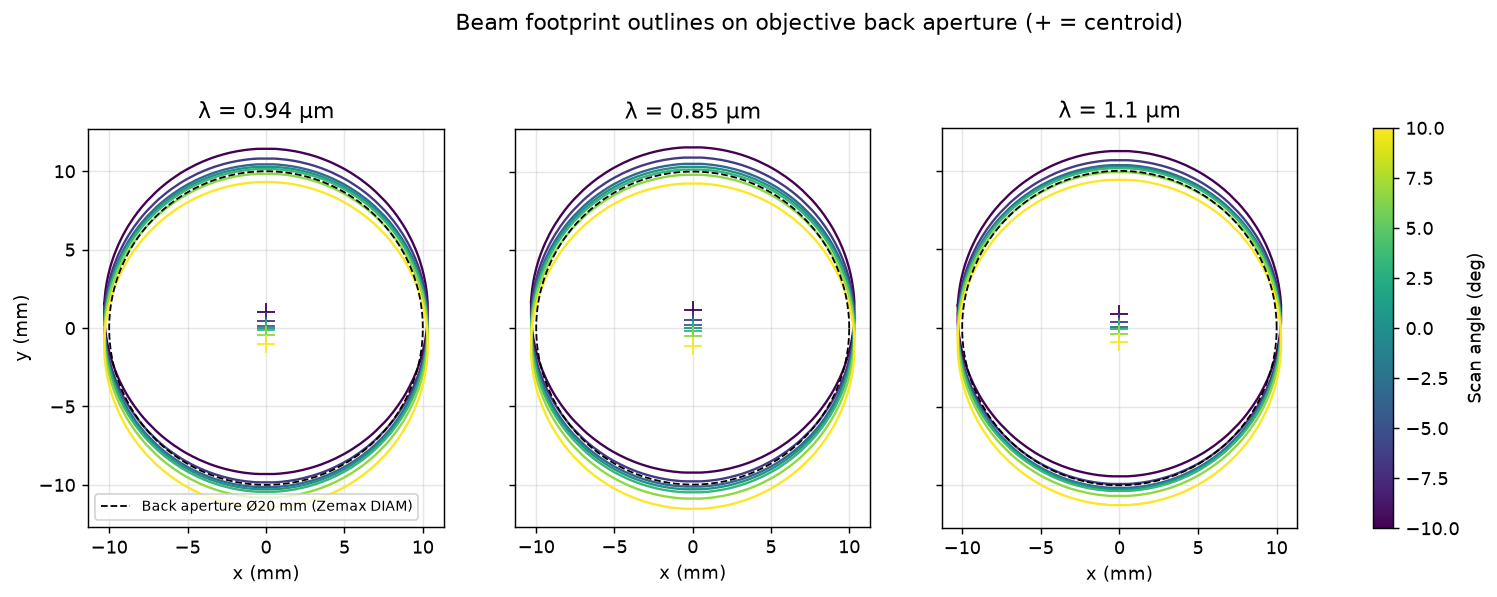 Beam footprint outlines on objective back aperture (+ = centroid)
λ = 0.94 μm
λ = 0.85 μm
λ = 1.1 μm
y (mm)
10
5
0
−5
−10
Back aperture Ø20 mm (Zemax DIAM)
−10 −5 0 5 10
−10 −5 0 5 10
−10 −5 0 5 10
x (mm)
x (mm)
x (mm)
10.0
7.5
5.0
2.5
0.0
−2.5
−5.0
−7.5
−10.0
Scan angle (deg)